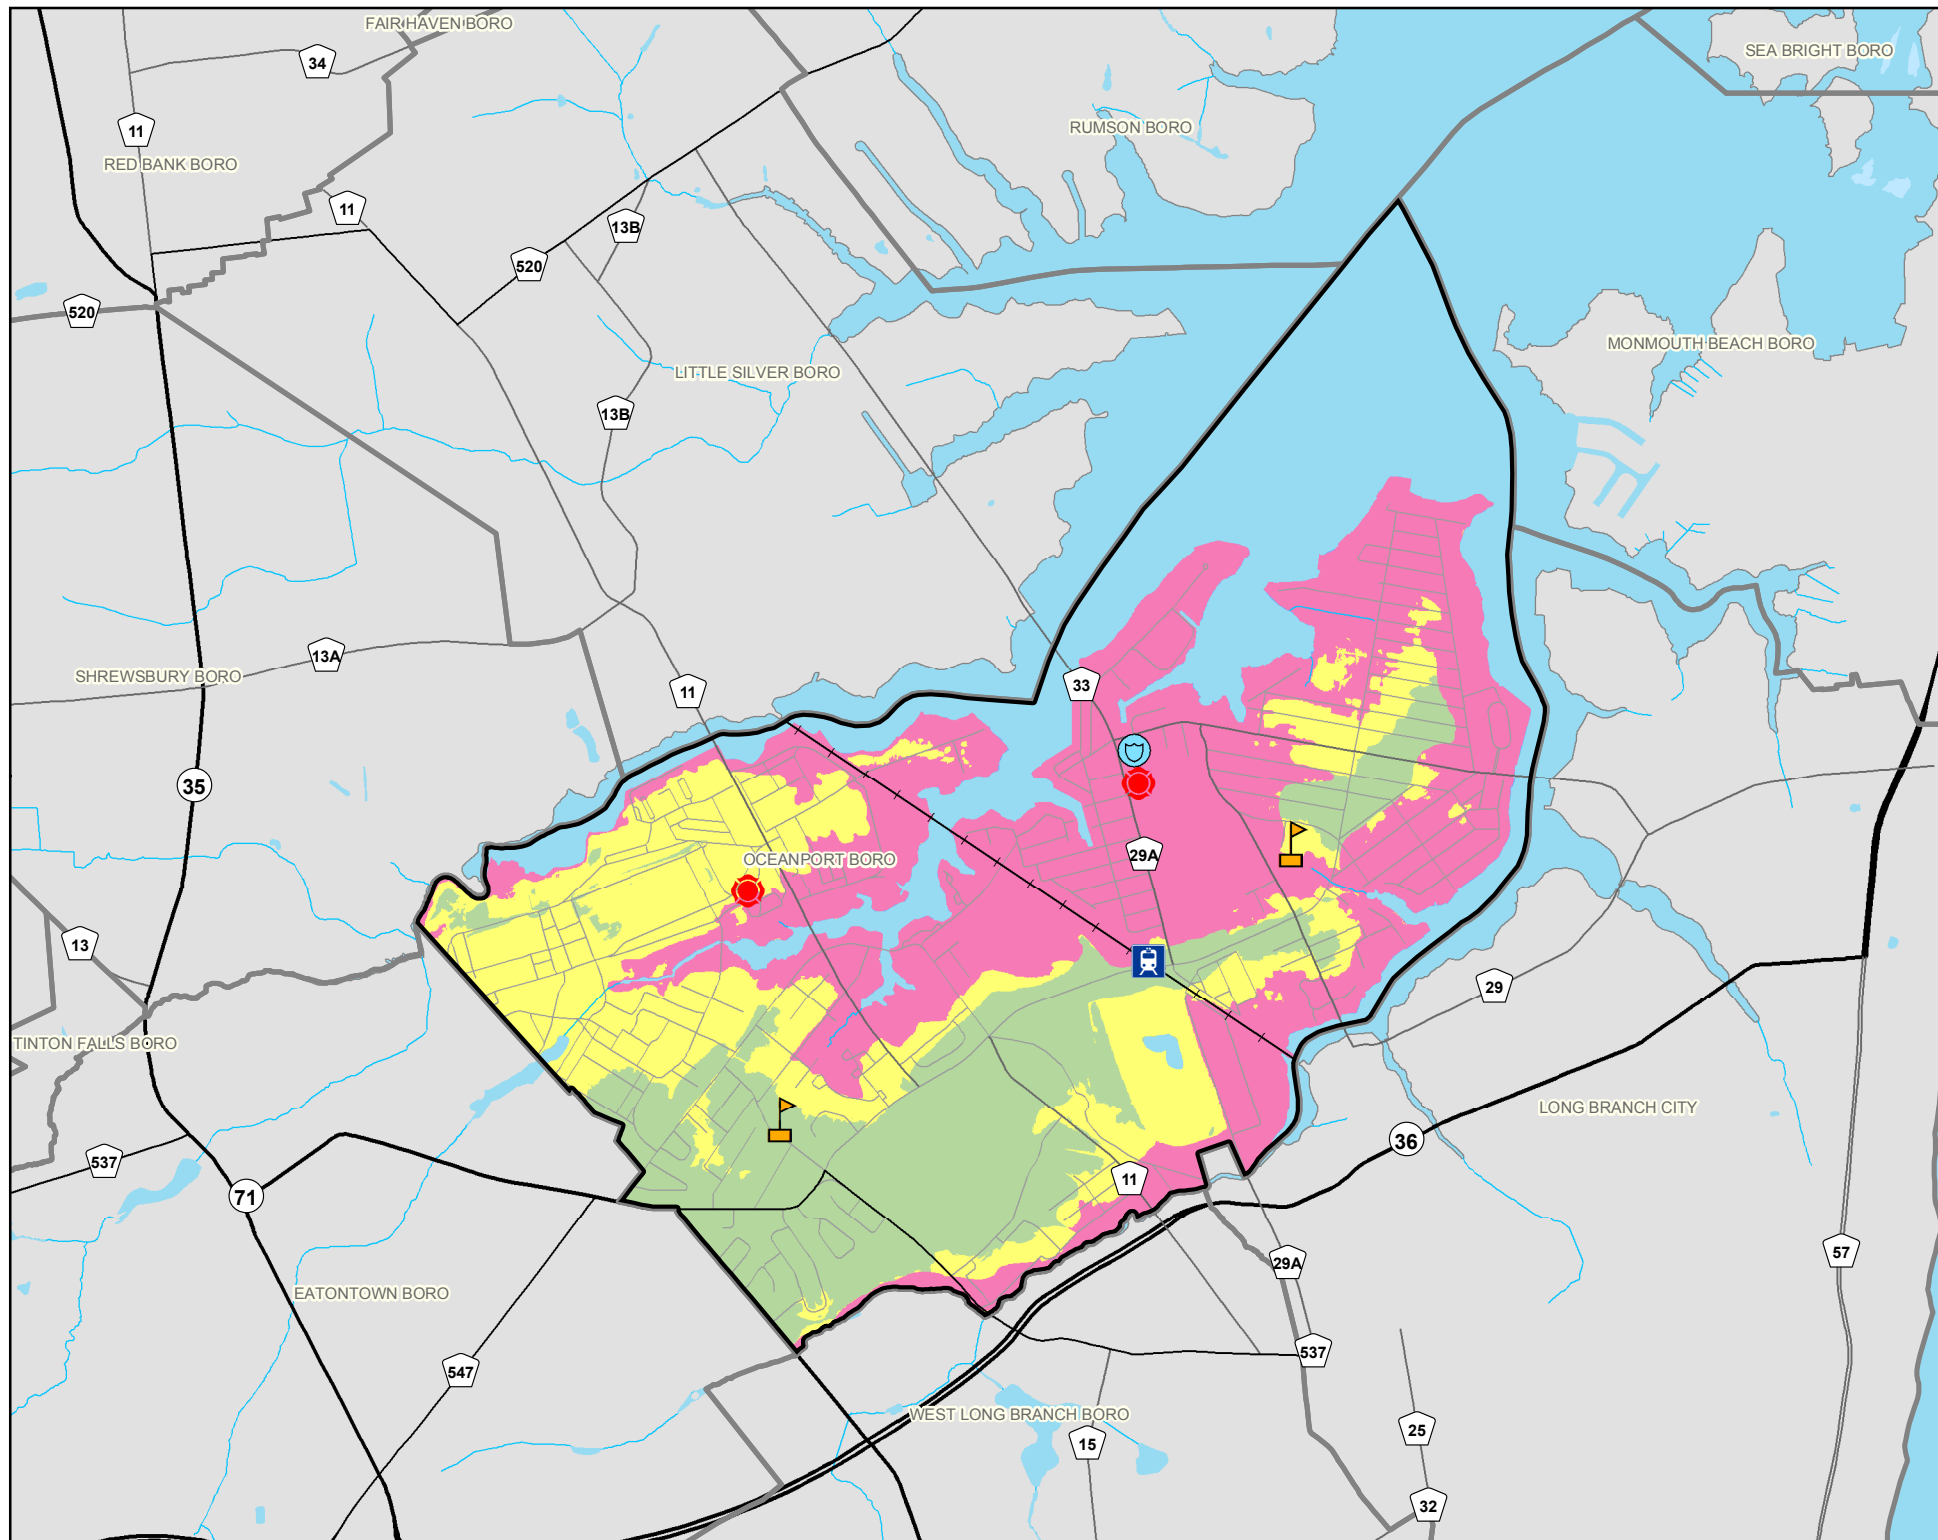 FAIR HAVEN BORO
SEA BRIGHT BORO
34
11
RUMSON BORO
RED BANK BORO
11
13B
520
520
MONMOUTH BEACH BORO
LITTLE SILVER BORO
13B
13A
SHREWSBURY BORO
33
11
35
29A
OCEANPORT BORO
13
29
TINTON FALLS BORO
LONG BRANCH CITY
36
537
11
71
57
29A
EATONTOWN BORO
537
547
WEST LONG BRANCH BORO
25
15
32